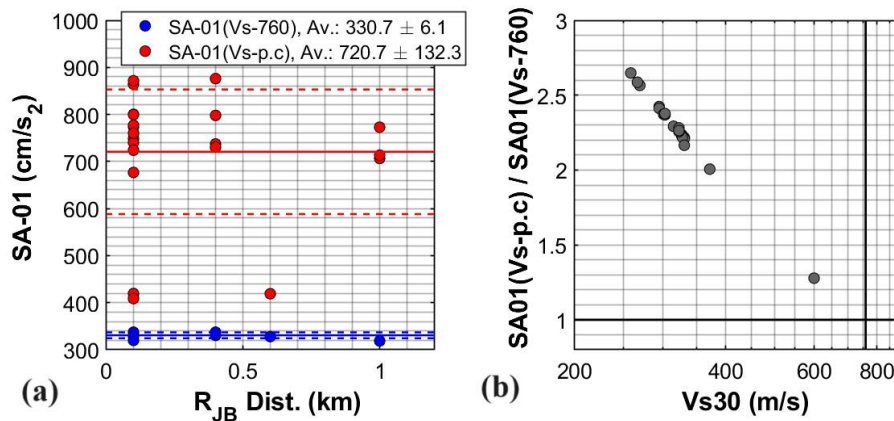 SA-01(Vs-760), Av.: 330.7 ± 6.1
SA-01(Vs-p.c), Av.: 720.7 ± 132.3
1000
900
800
700
600
500
400
300
SA-01 (cm/s₂)
0
0.5
1
R_JB Dist. (km)
(a)
3
2.5
2
1.5
1
SA01(Vs-p.c) / SA01(Vs-760)
200
400
600
800
Vs30 (m/s)
(b)